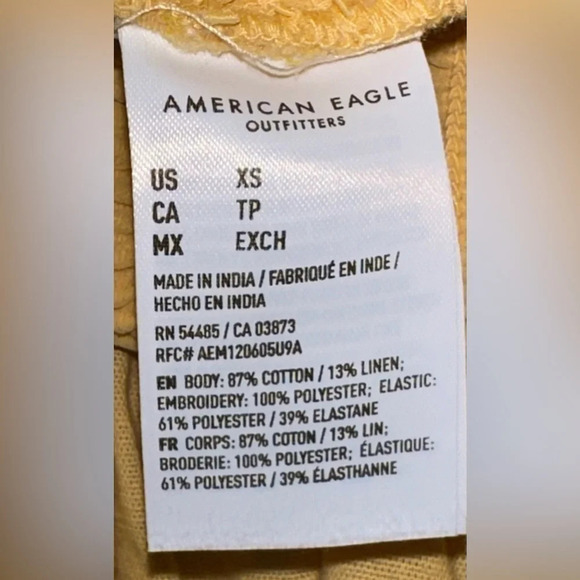 AMERICAN EAGLE
OUTFITTERS
US XS
CA TP
MX EXCH
MADE IN INDIA / FABRIQUÉ EN INDE /
HECHO EN INDIA
RN 54485 / CA 03873
RFC# AEM120605U9A
EN BODY: 87% COTTON / 13% LINEN;
EMBROIDERY: 100% POLYESTER; ELASTIC:
61% POLYESTER / 39% ELASTANE
FR CORPS: 87% COTON / 13% LIN;
BRODERIE: 100% POLYESTER; ÉLASTIQUE:
61% POLYESTER / 39% ÉLASTHANNE